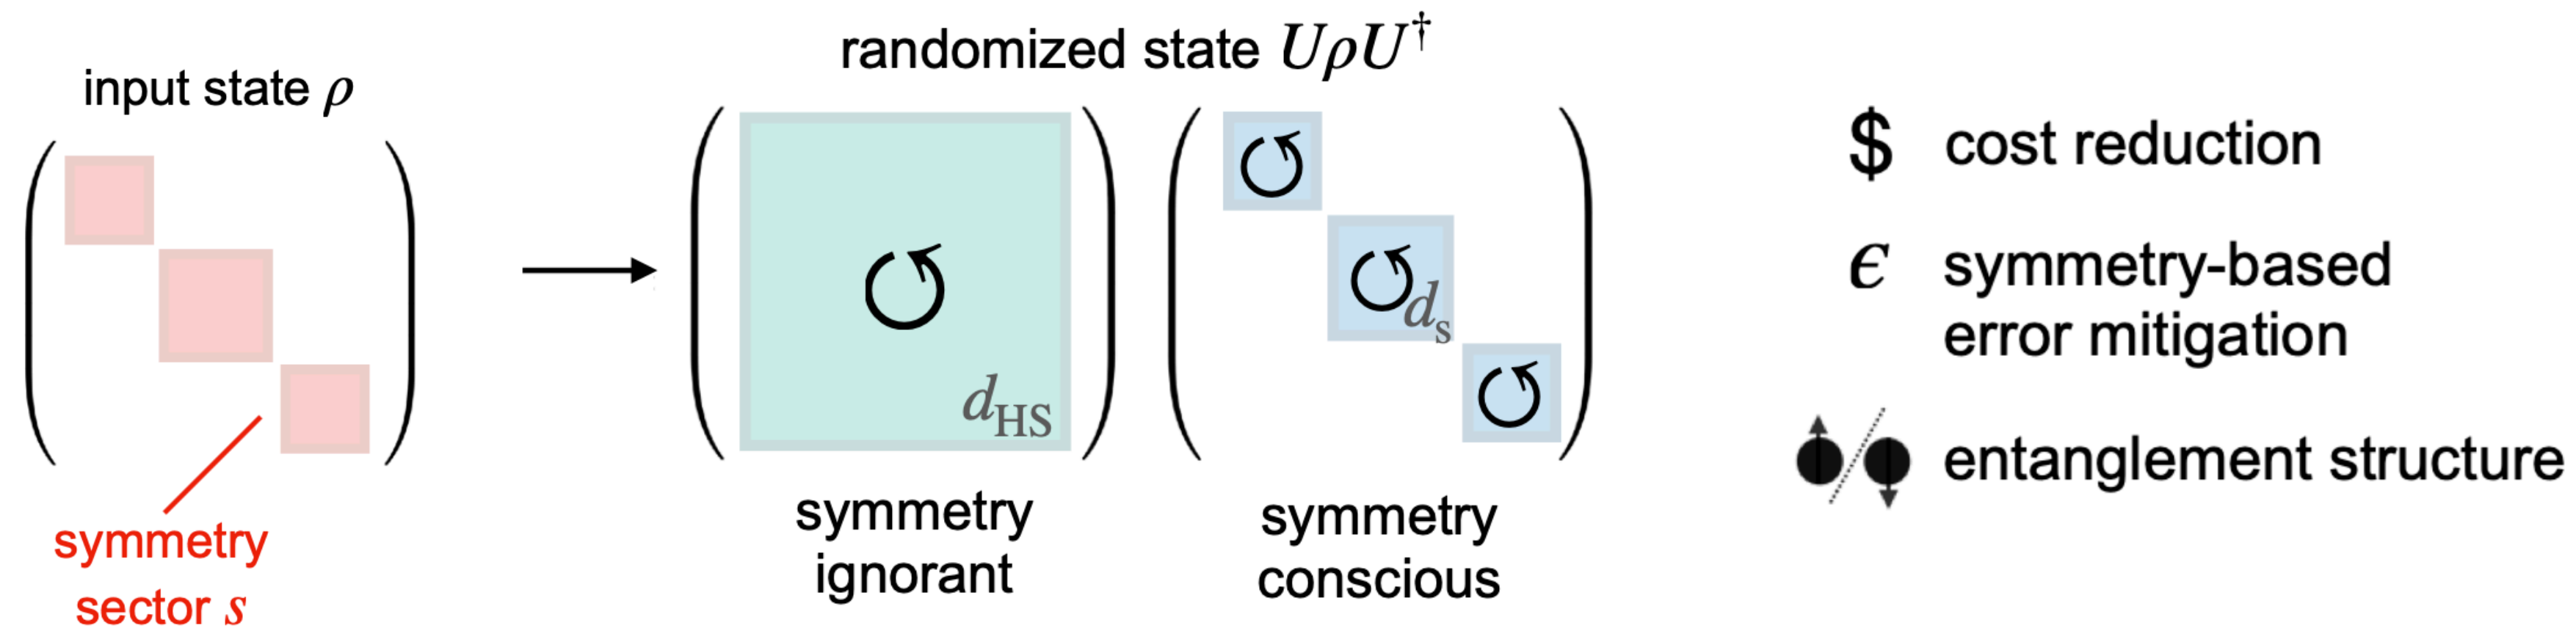 input state ρ
symmetry
sector s
randomized state UρU†
d_HS
symmetry
ignorant
d_s
symmetry
conscious
$ cost reduction
ϵ symmetry-based
error mitigation
entanglement structure